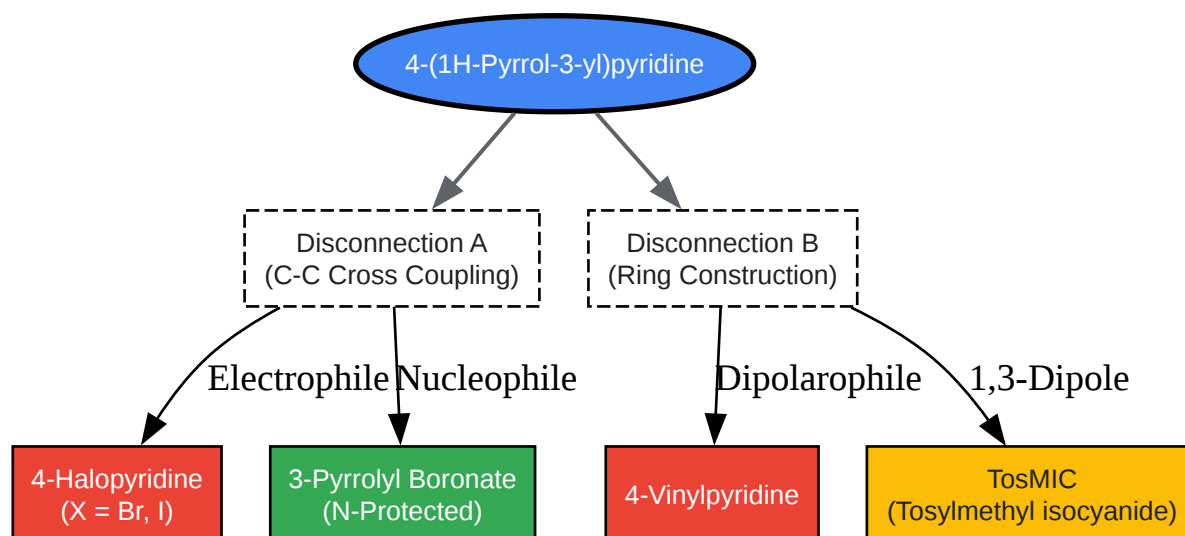 4-(1H-Pyrrol-3-yl)pyridine
Disconnection A
(C-C Cross Coupling)
Disconnection B
(Ring Construction)
Electrophile
Nucleophile
Dipolarophile
1,3-Dipole
4-Halopyridine
(X = Br, I)
3-Pyrrolyl Boronate
(N-Protected)
4-Vinylpyridine
TosMIC
(Tosylmethyl isocyanide)